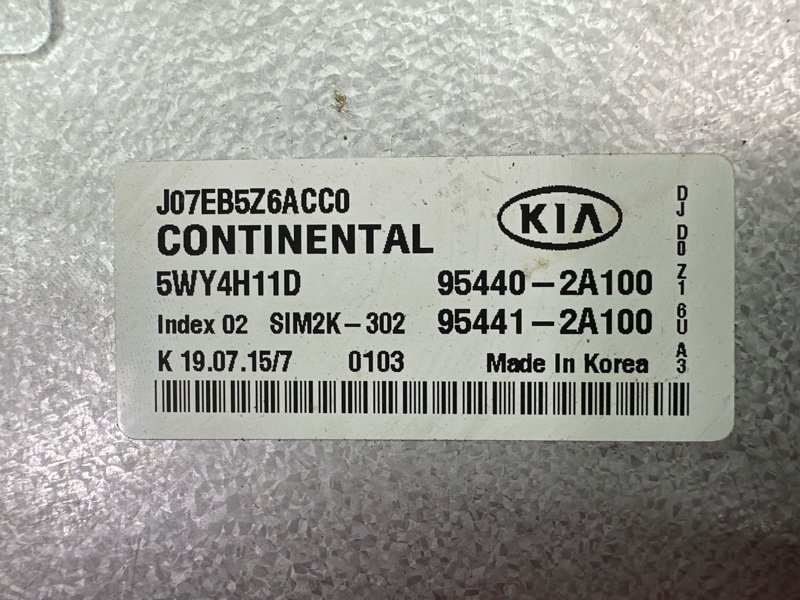 J07EB5Z6ACC0
KIA
CONTINENTAL
5WY4H11D 95440-2A100
Index 02 SIM2K-302 95441-2A100
K 19.07.15/7 0103 Made In Korea
DJ D0 Z1 6U A3